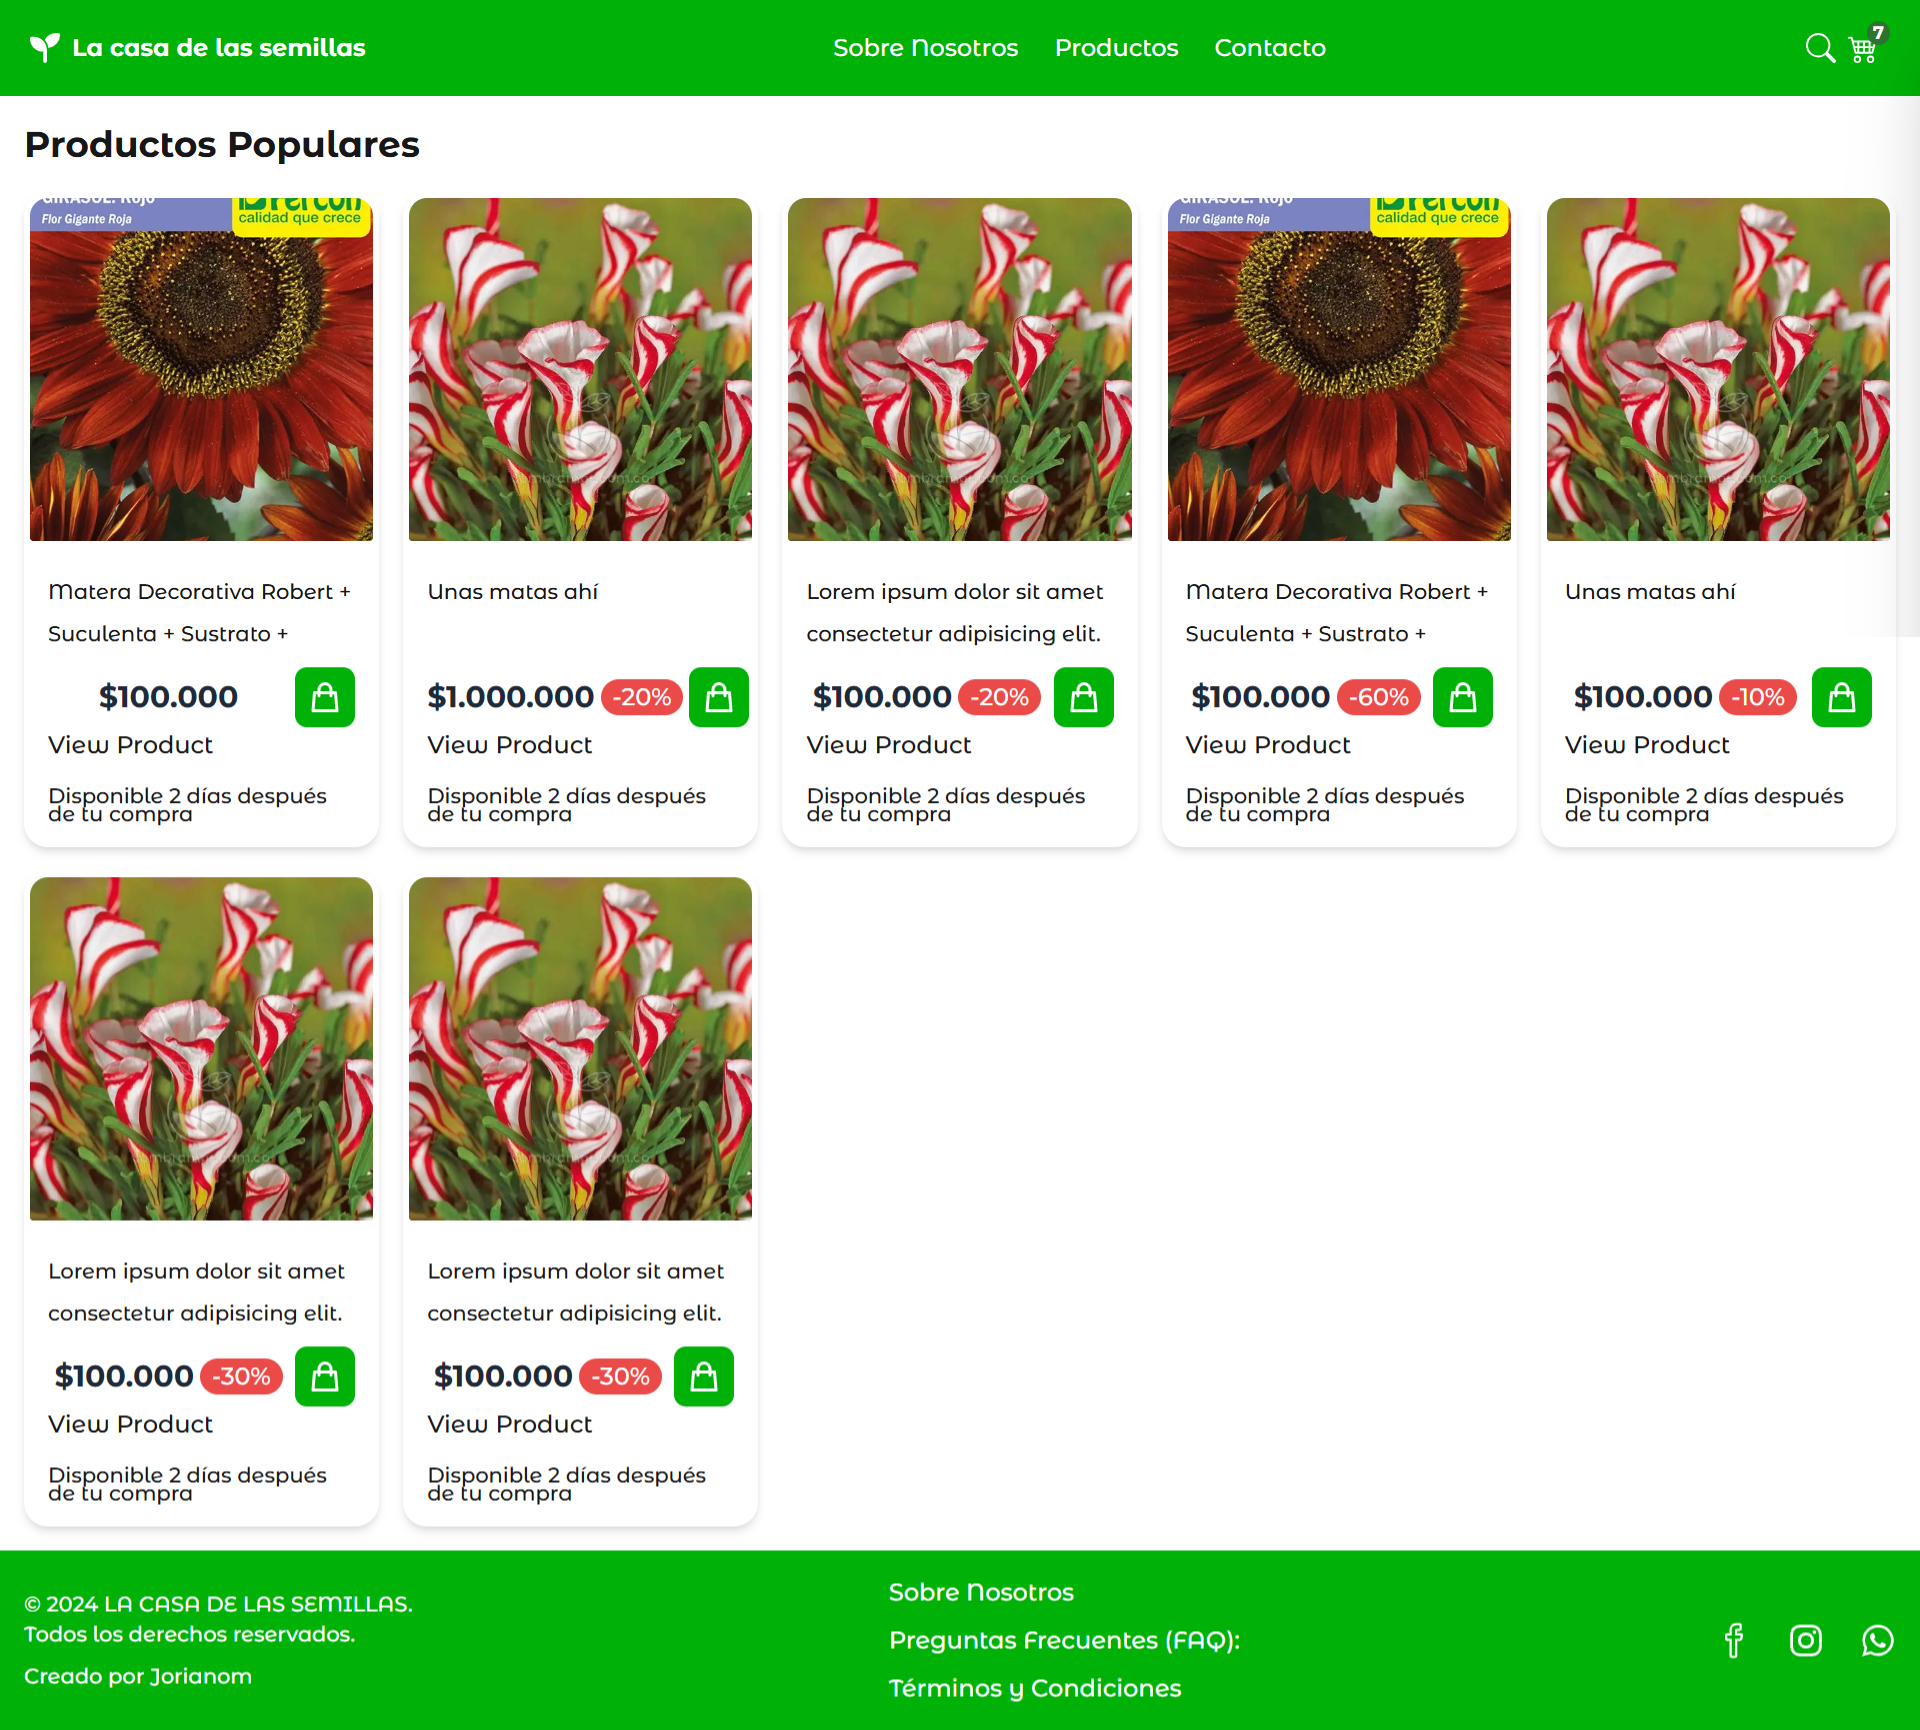 La casa de las semillas
Sobre Nosotros
Productos
Contacto
7
Productos Populares
GIRASOL: Rojo
Flor Gigante Roja
calidad que crece
Matera Decorativa Robert +
Suculenta + Sustrato +
$100.000
View Product
Disponible 2 días después
de tu compra
Unas matas ahí
$1.000.000
-20%
View Product
Disponible 2 días después
de tu compra
Lorem ipsum dolor sit amet
consectetur adipisicing elit.
$100.000
-20%
View Product
Disponible 2 días después
de tu compra
GIRASOL: Rojo
Flor Gigante Roja
calidad que crece
Matera Decorativa Robert +
Suculenta + Sustrato +
$100.000
-60%
View Product
Disponible 2 días después
de tu compra
Unas matas ahí
$100.000
-10%
View Product
Disponible 2 días después
de tu compra
Lorem ipsum dolor sit amet
consectetur adipisicing elit.
$100.000
-30%
View Product
Disponible 2 días después
de tu compra
Lorem ipsum dolor sit amet
consectetur adipisicing elit.
$100.000
-30%
View Product
Disponible 2 días después
de tu compra
© 2024 LA CASA DE LAS SEMILLAS.
Todos los derechos reservados.
Creado por Jorianom
Sobre Nosotros
Preguntas Frecuentes (FAQ):
Términos y Condiciones